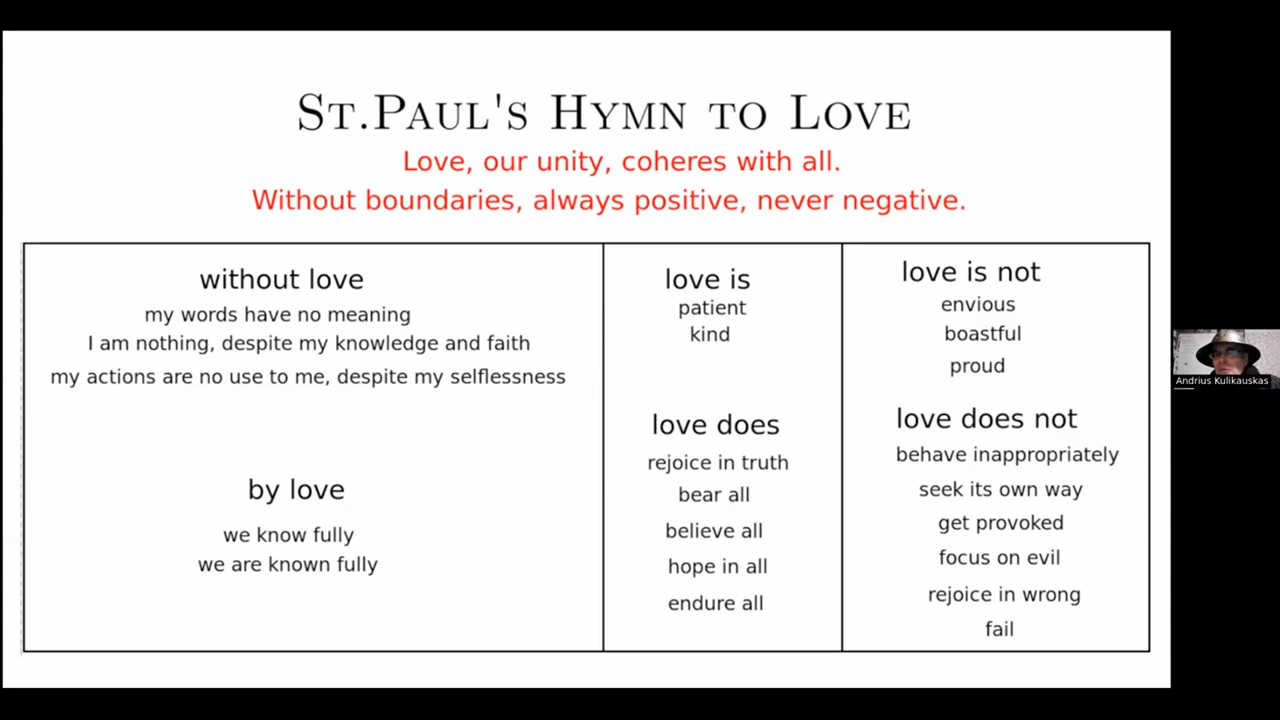 St.Paul's Hymn to Love
Love, our unity, coheres with all.
Without boundaries, always positive, never negative.
without love
my words have no meaning
I am nothing, despite my knowledge and faith
my actions are no use to me, despite my selflessness
by love
we know fully
we are known fully
love is
patient
kind
love does
rejoice in truth
bear all
believe all
hope in all
endure all
love is not
envious
boastful
proud
love does not
behave inappropriately
seek its own way
get provoked
focus on evil
rejoice in wrong
fail
Andrius Kulikauskas